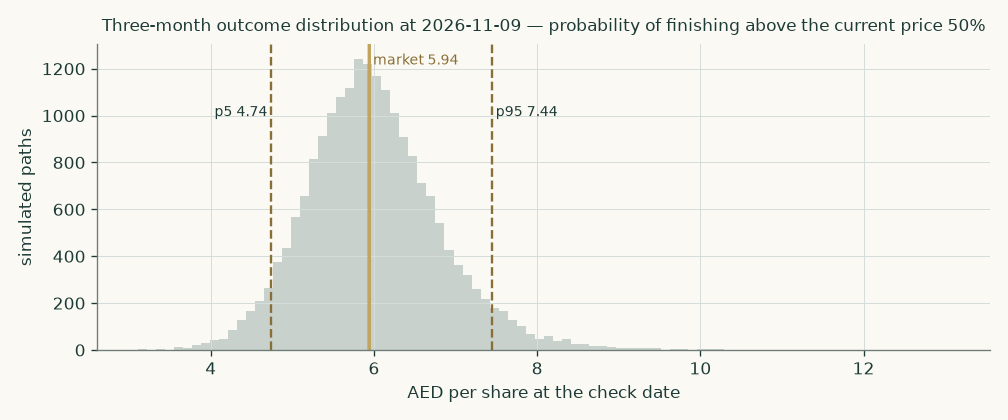 Three-month outcome distribution at 2026-11-09 — probability of finishing above the current price 50%
market 5.94
p5 4.74
p95 7.44
simulated paths
1200
1000
800
600
400
200
0
4
6
8
10
12
AED per share at the check date